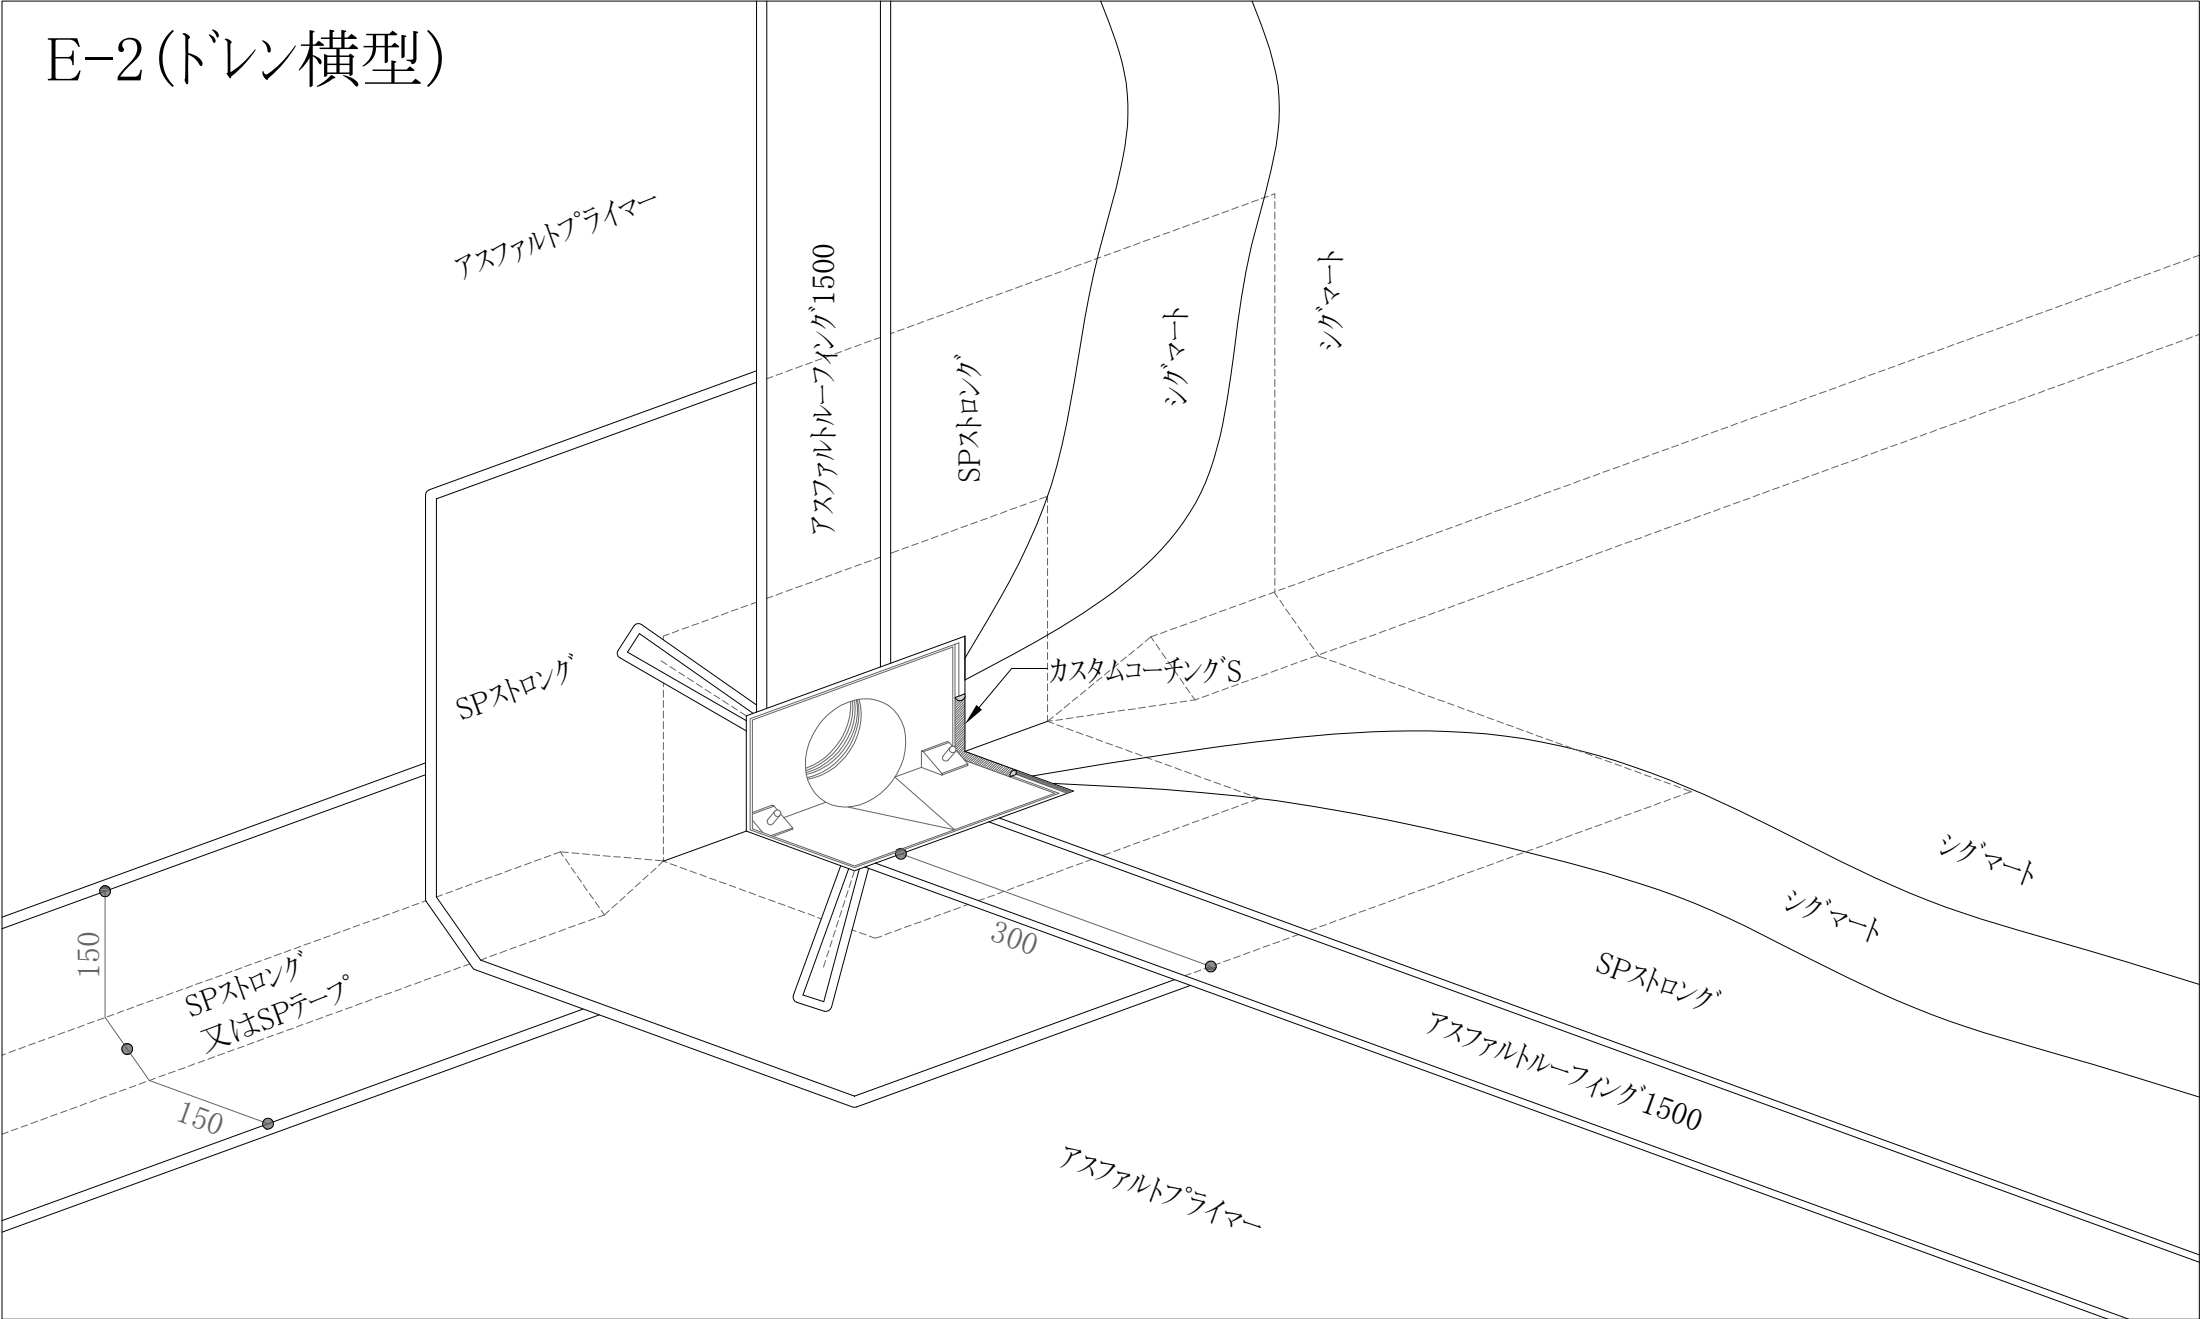 E-2(ドレン横型)
アスファルトプライマー
アスファルトルーフィング1500
SPストロング
シグマート
シグマート
SPストロング
カスタムコーチングS
150
SPストロング
又はSPテープ
150
300
シグマート
シグマート
SPストロング
アスファルトルーフィング1500
アスファルトプライマー